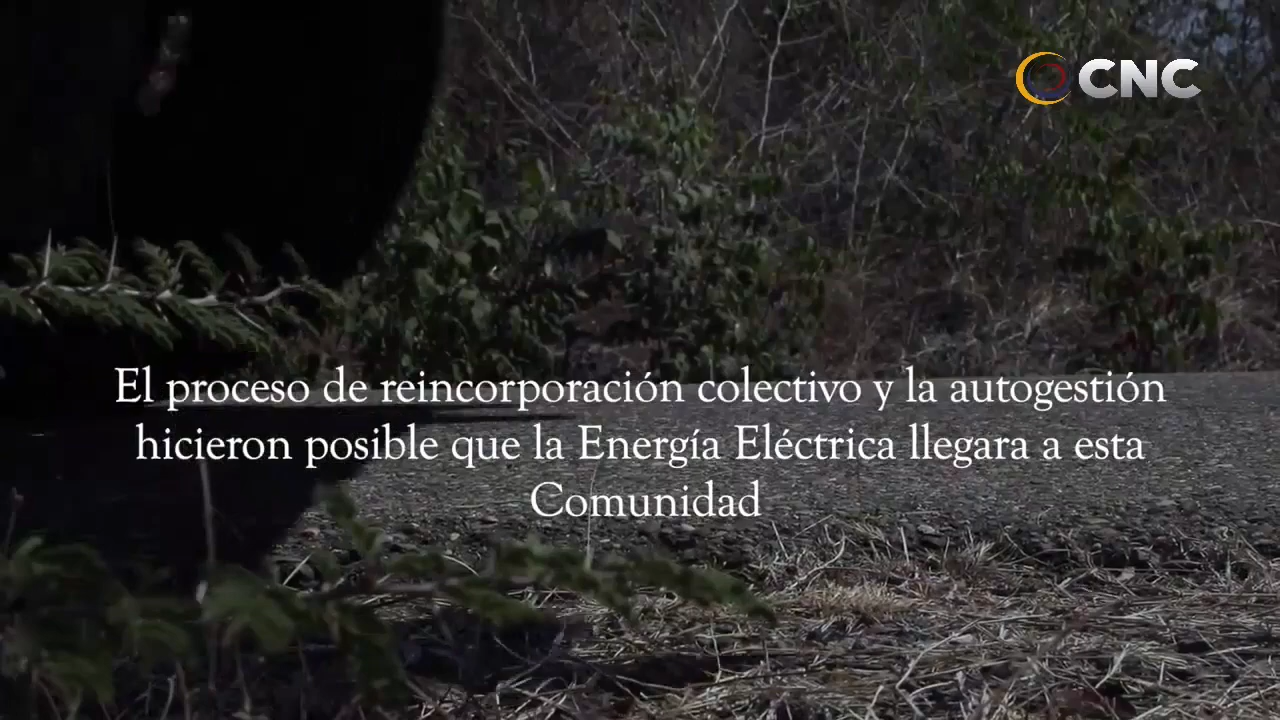 CNC
El proceso de reincorporación colectivo y la autogestión
hicieron posible que la Energía Eléctrica llegara a esta
Comunidad